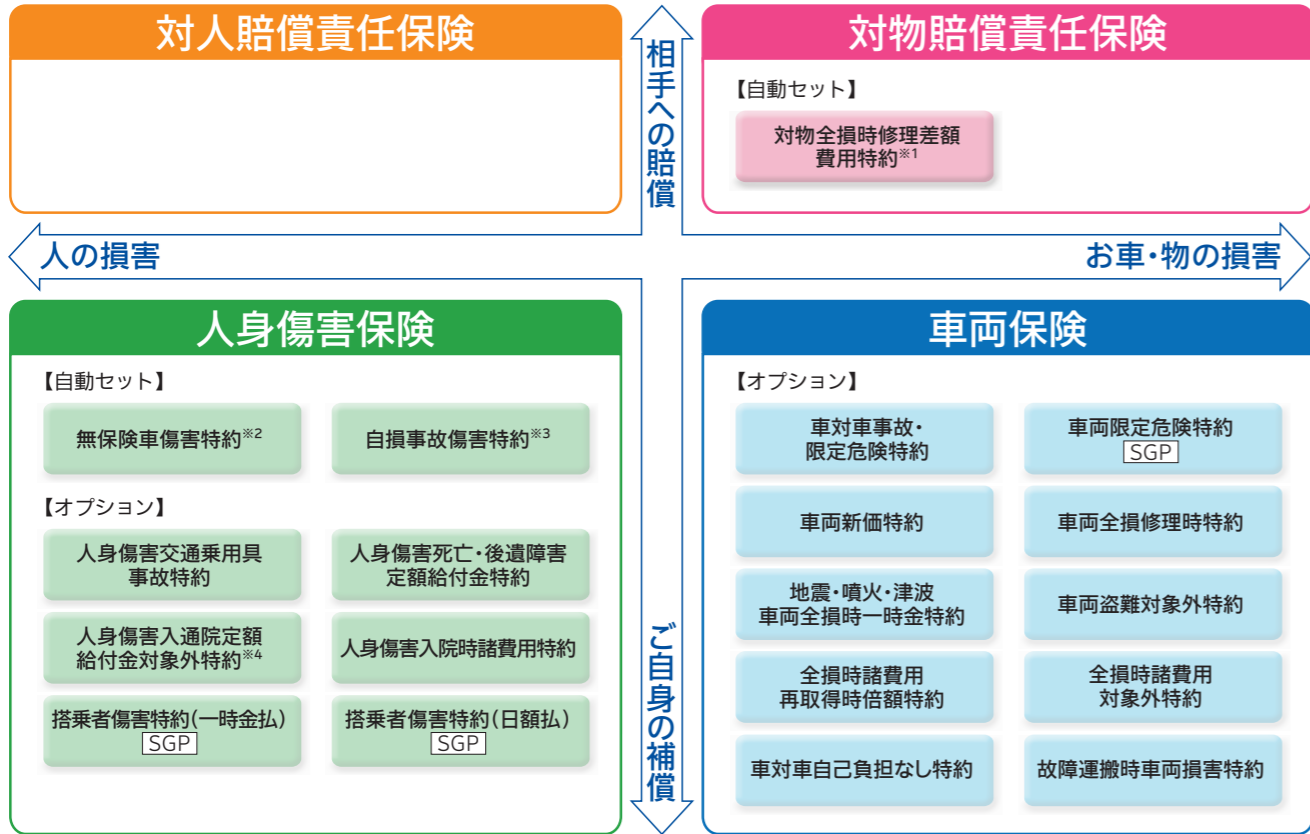 対人賠償責任保険
対物賠償責任保険
【自動セット】
対物全損時修理差額
費用特約※1
相手への賠償
人の損害
お車・物の損害
ご自身の補償
人身傷害保険
【自動セット】
無保険車傷害特約※2
自損事故傷害特約※3
【オプション】
人身傷害交通乗用具
事故特約
人身傷害死亡・後遺障害
定額給付金特約
人身傷害入通院定額
給付金対象外特約※4
人身傷害入院時諸費用特約
搭乗者傷害特約(一時金払)
SGP
搭乗者傷害特約(日額払)
SGP
車両保険
【オプション】
車対車事故・
限定危険特約
車両限定危険特約
SGP
車両新価特約
車両全損修理時特約
地震・噴火・津波
車両全損時一時金特約
車両盗難対象外特約
全損時諸費用
再取得時倍額特約
全損時諸費用
対象外特約
車対車自己負担なし特約
故障運搬時車両損害特約